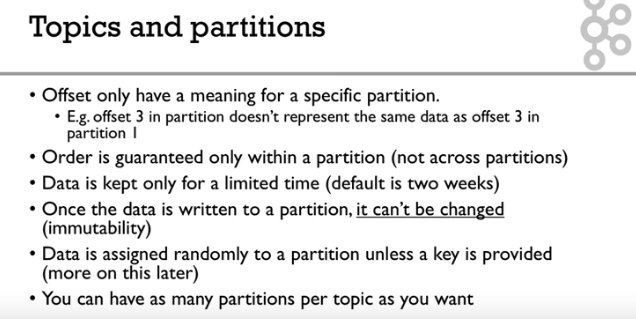 Topics and partitions
• Offset only have a meaning for a specific partition.
• E.g. offset 3 in partition doesn't represent the same data as offset 3 in
partition 1
• Order is guaranteed only within a partition (not across partitions)
• Data is kept only for a limited time (default is two weeks)
• Once the data is written to a partition, it can't be changed
(immutability)
• Data is assigned randomly to a partition unless a key is provided
(more on this later)
• You can have as many partitions per topic as you want